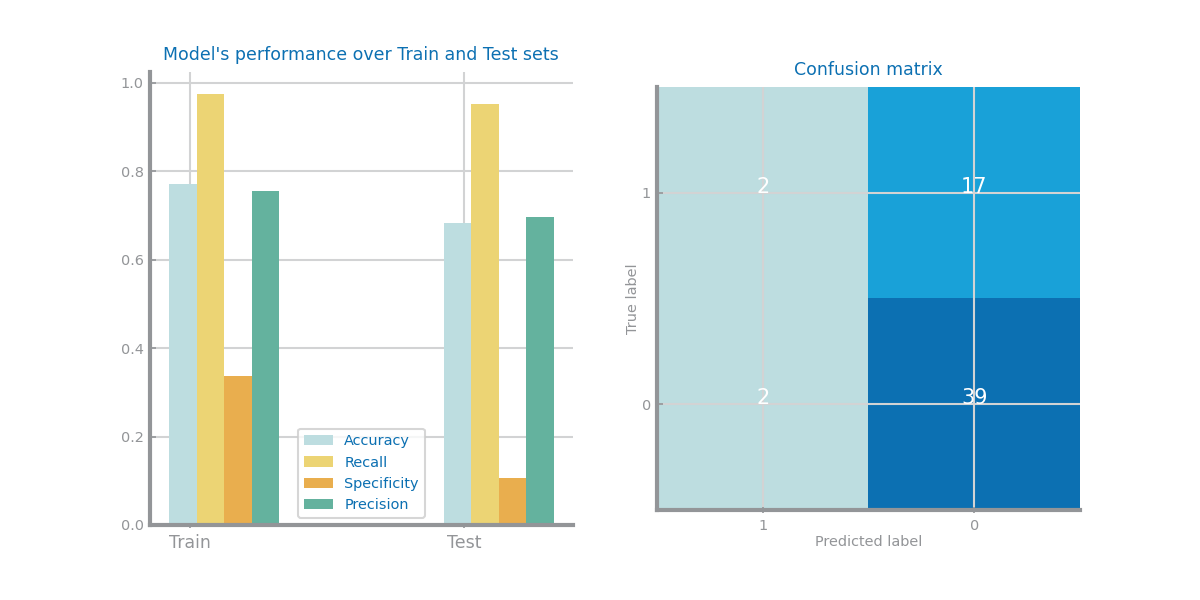 Model's performance over Train and Test sets
1.0
0.8
0.6
0.4
0.2
0.0
Train
Test
Accuracy
Recall
Specificity
Precision
Confusion matrix
True label
1
0
2
17
2
39
1
0
Predicted label